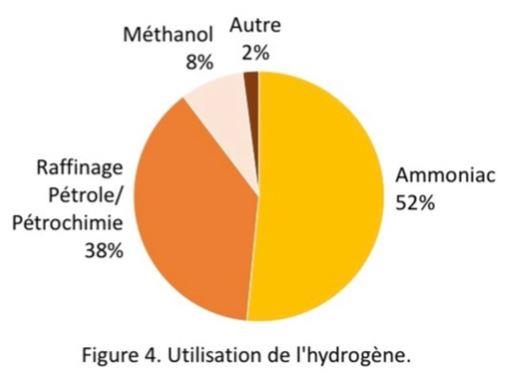 Autre
2%
Méthanol
8%
Ammoniac
52%
Raffinage
Pétrole/
Pétrochimie
38%
Figure 4. Utilisation de l'hydrogène.